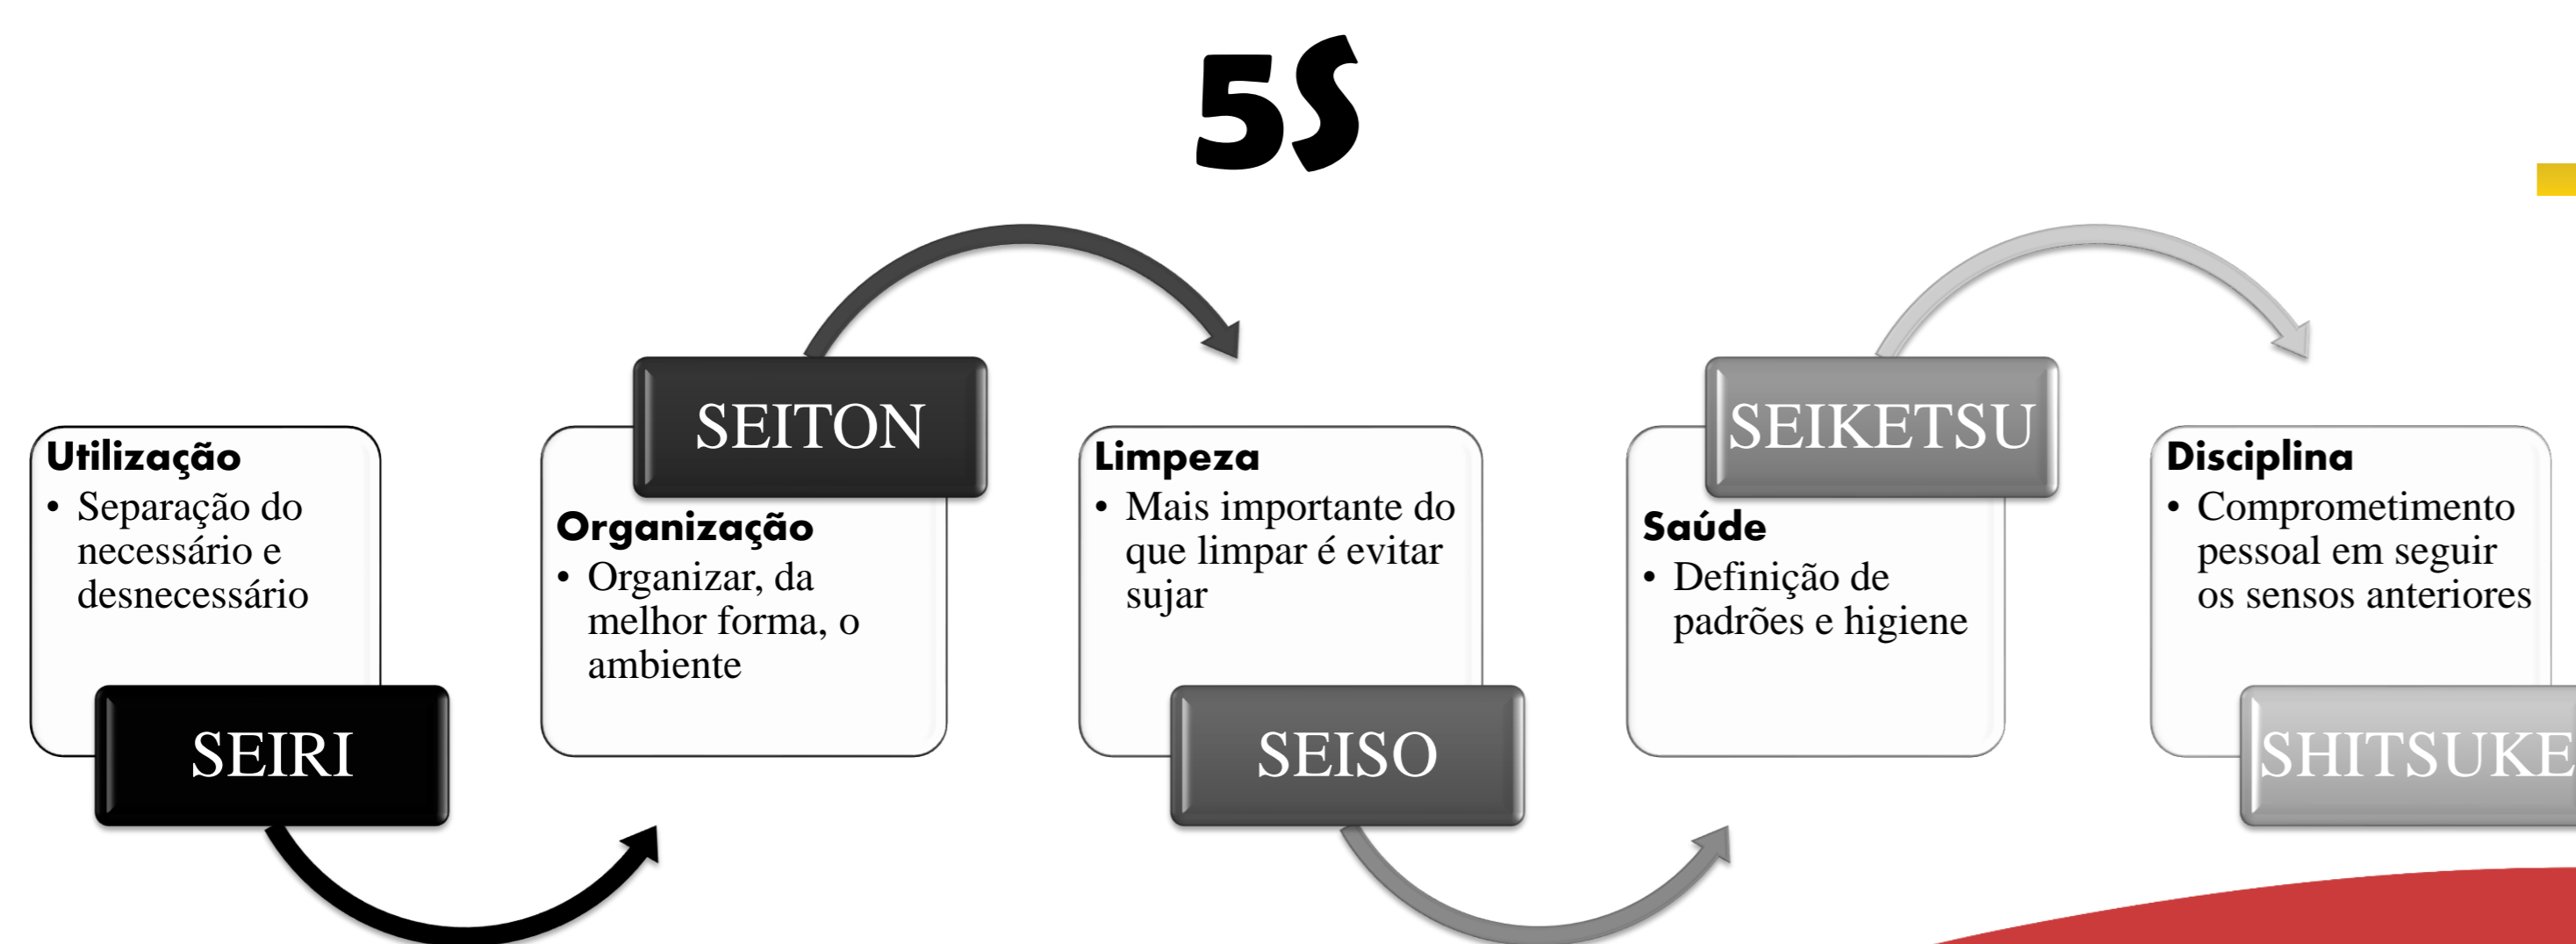 5S
Utilização
• Separação do
necessário e
desnecessário
SEIRI
SEITON
Organização
• Organizar, da
melhor forma, o
ambiente
Limpeza
• Mais importante do
que limpar é evitar
sujar
SEISO
SEIKETSU
Saúde
• Definição de
padrões e higiene
Disciplina
• Comprometimento
pessoal em seguir
os sensos anteriores
SHITSUKE